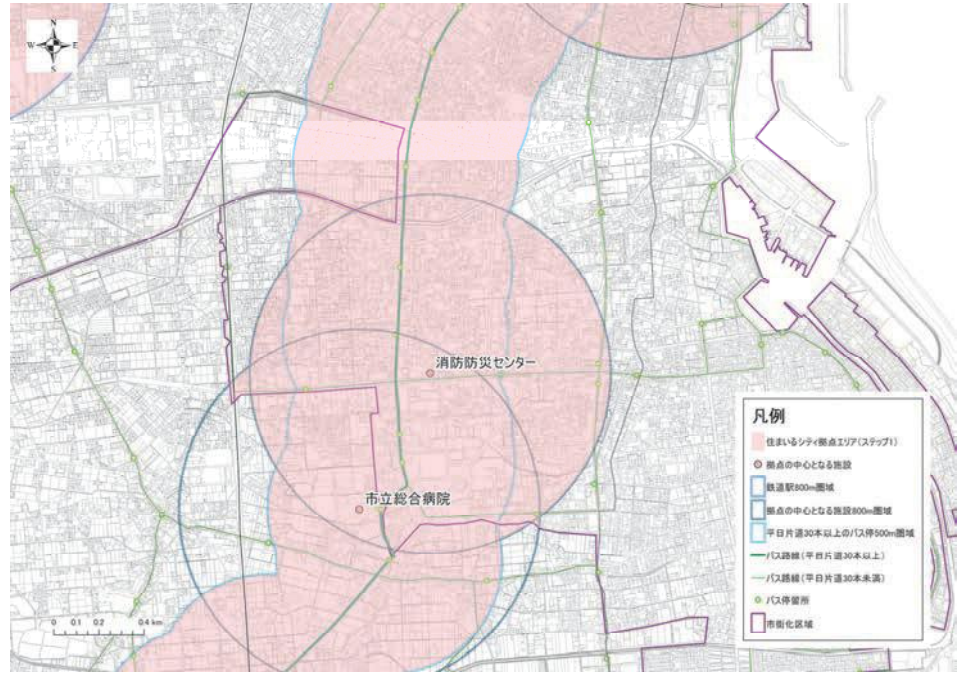 N
W
E
S
消防防災センター
市立総合病院
0 0.1 0.2 0.4 km
凡例
住まいるシティ拠点エリア(ステップ1)
拠点の中心となる施設
鉄道駅800m圏域
拠点の中心となる施設800m圏域
平日片道30本以上のバス停500m圏域
バス路線(平日片道30本以上)
バス路線(平日片道30本未満)
バス停留所
市街化区域